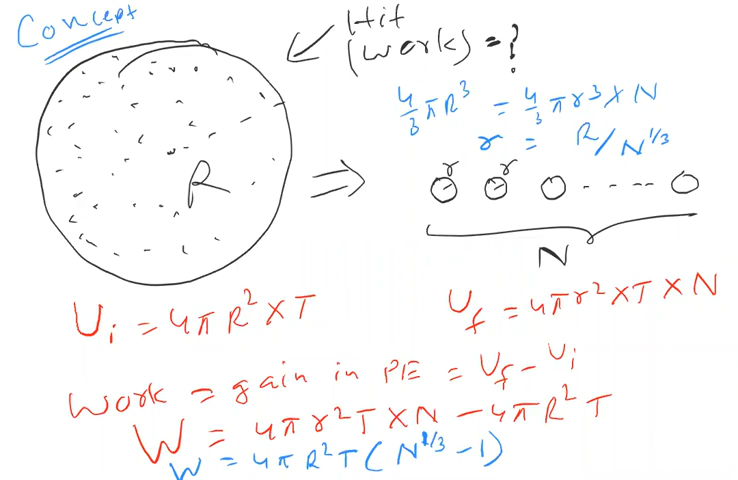 Concept
Hit
(work) = ?
4/3 πR³ = 4/3 πr³ × N
r = R/N^1/3
R
r r
N
U_i = 4πR² × T
U_f = 4πr² × T × N
Work = gain in PE = U_f - U_i
W = 4πr²T × N - 4πR²T
W = 4πR²T (N^1/3 - 1)